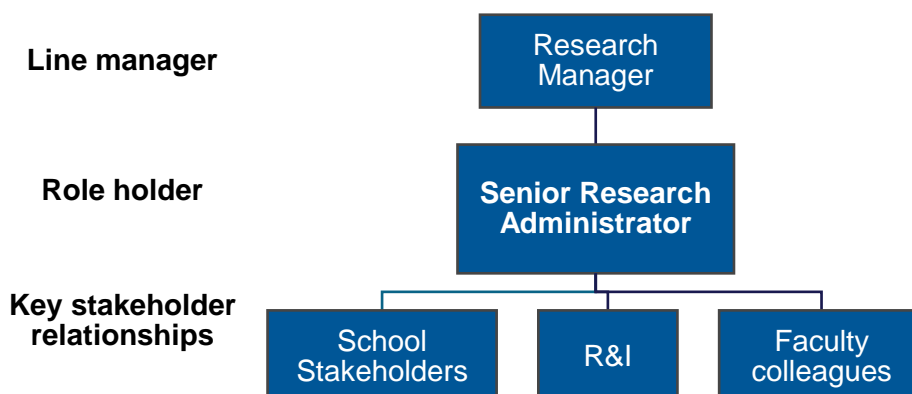 Line manager
Research
Manager
Role holder
Senior Research
Administrator
Key stakeholder
relationships
School
Stakeholders
R&I
Faculty
colleagues